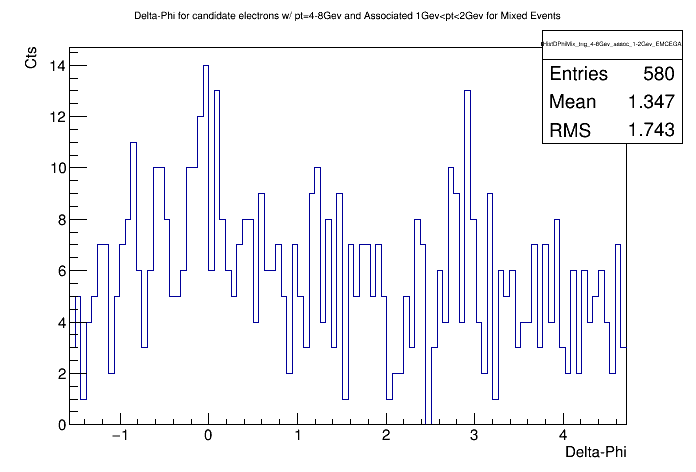 Delta-Phi for candidate electrons w/ pt=4-8Gev and Associated 1Gev<pt<2Gev for Mixed Events
Cts
Entries 580
Mean 1.347
RMS 1.743
14
12
10
8
6
4
2
0
−1 0 1 2 3 4
Delta-Phi